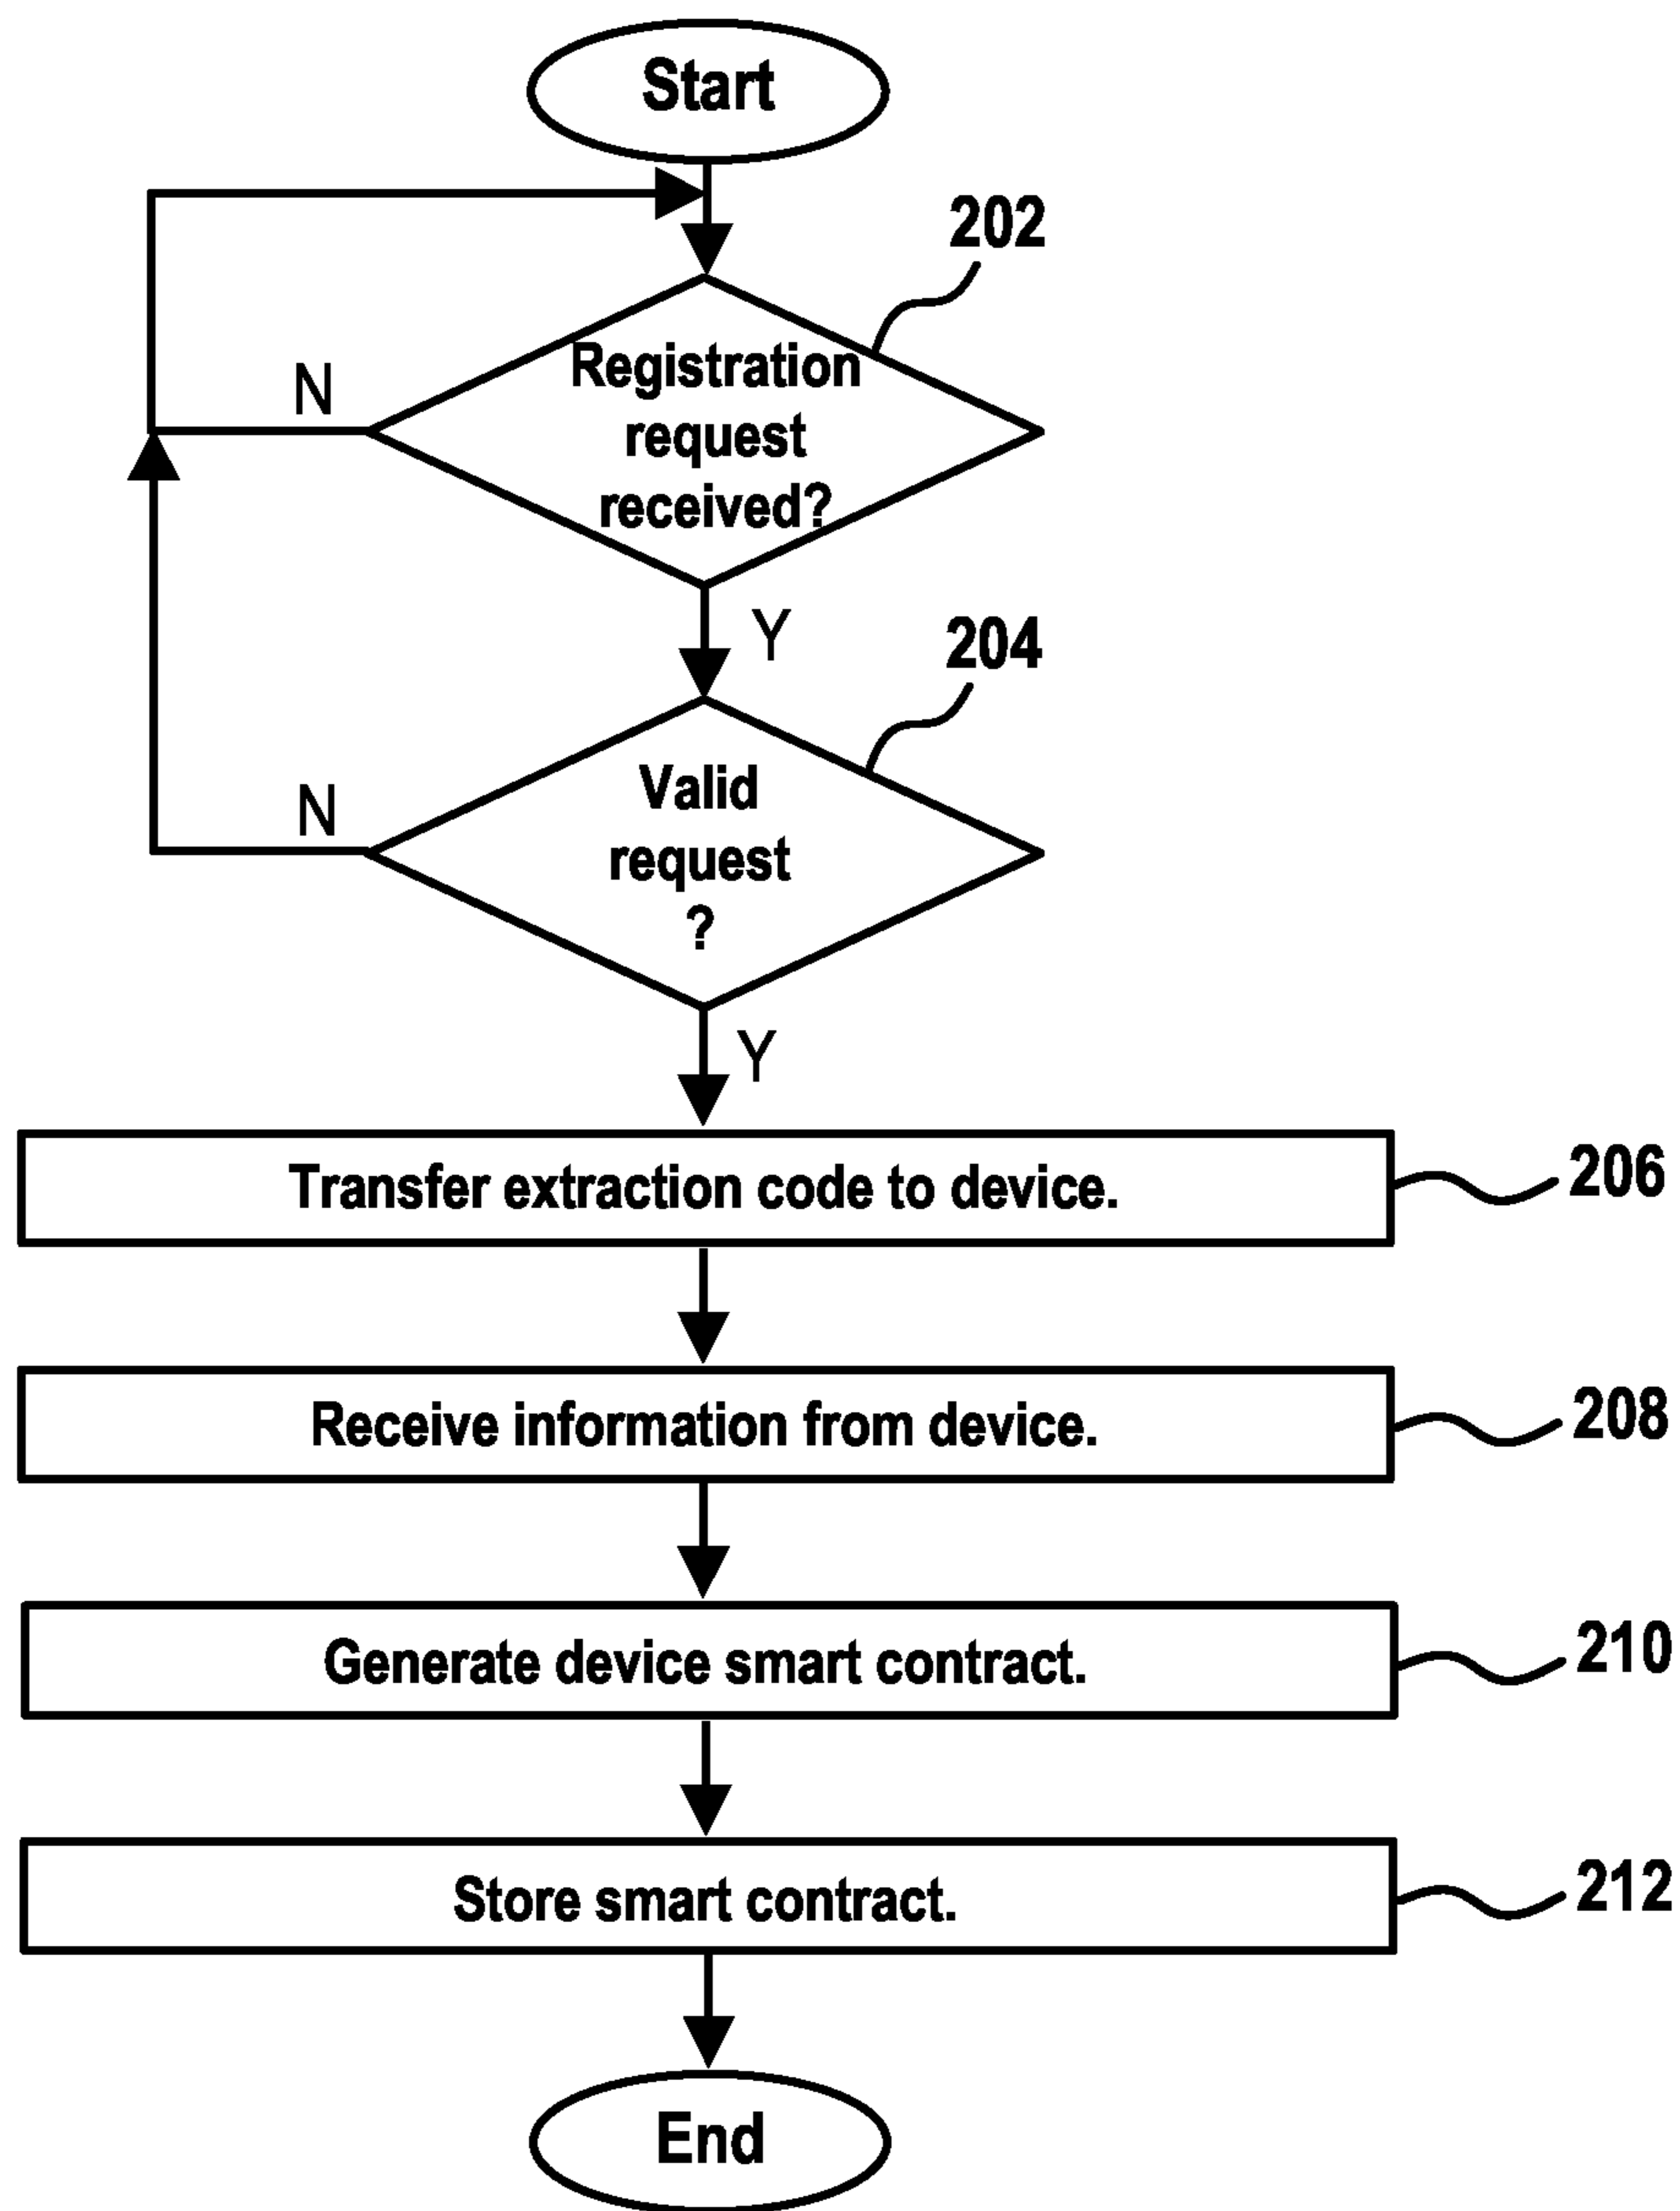 Start
202
Registration
request
received?
N
Y
204
Valid
request
?
N
Y
Transfer extraction code to device.
206
Receive information from device.
208
Generate device smart contract.
210
Store smart contract.
212
End